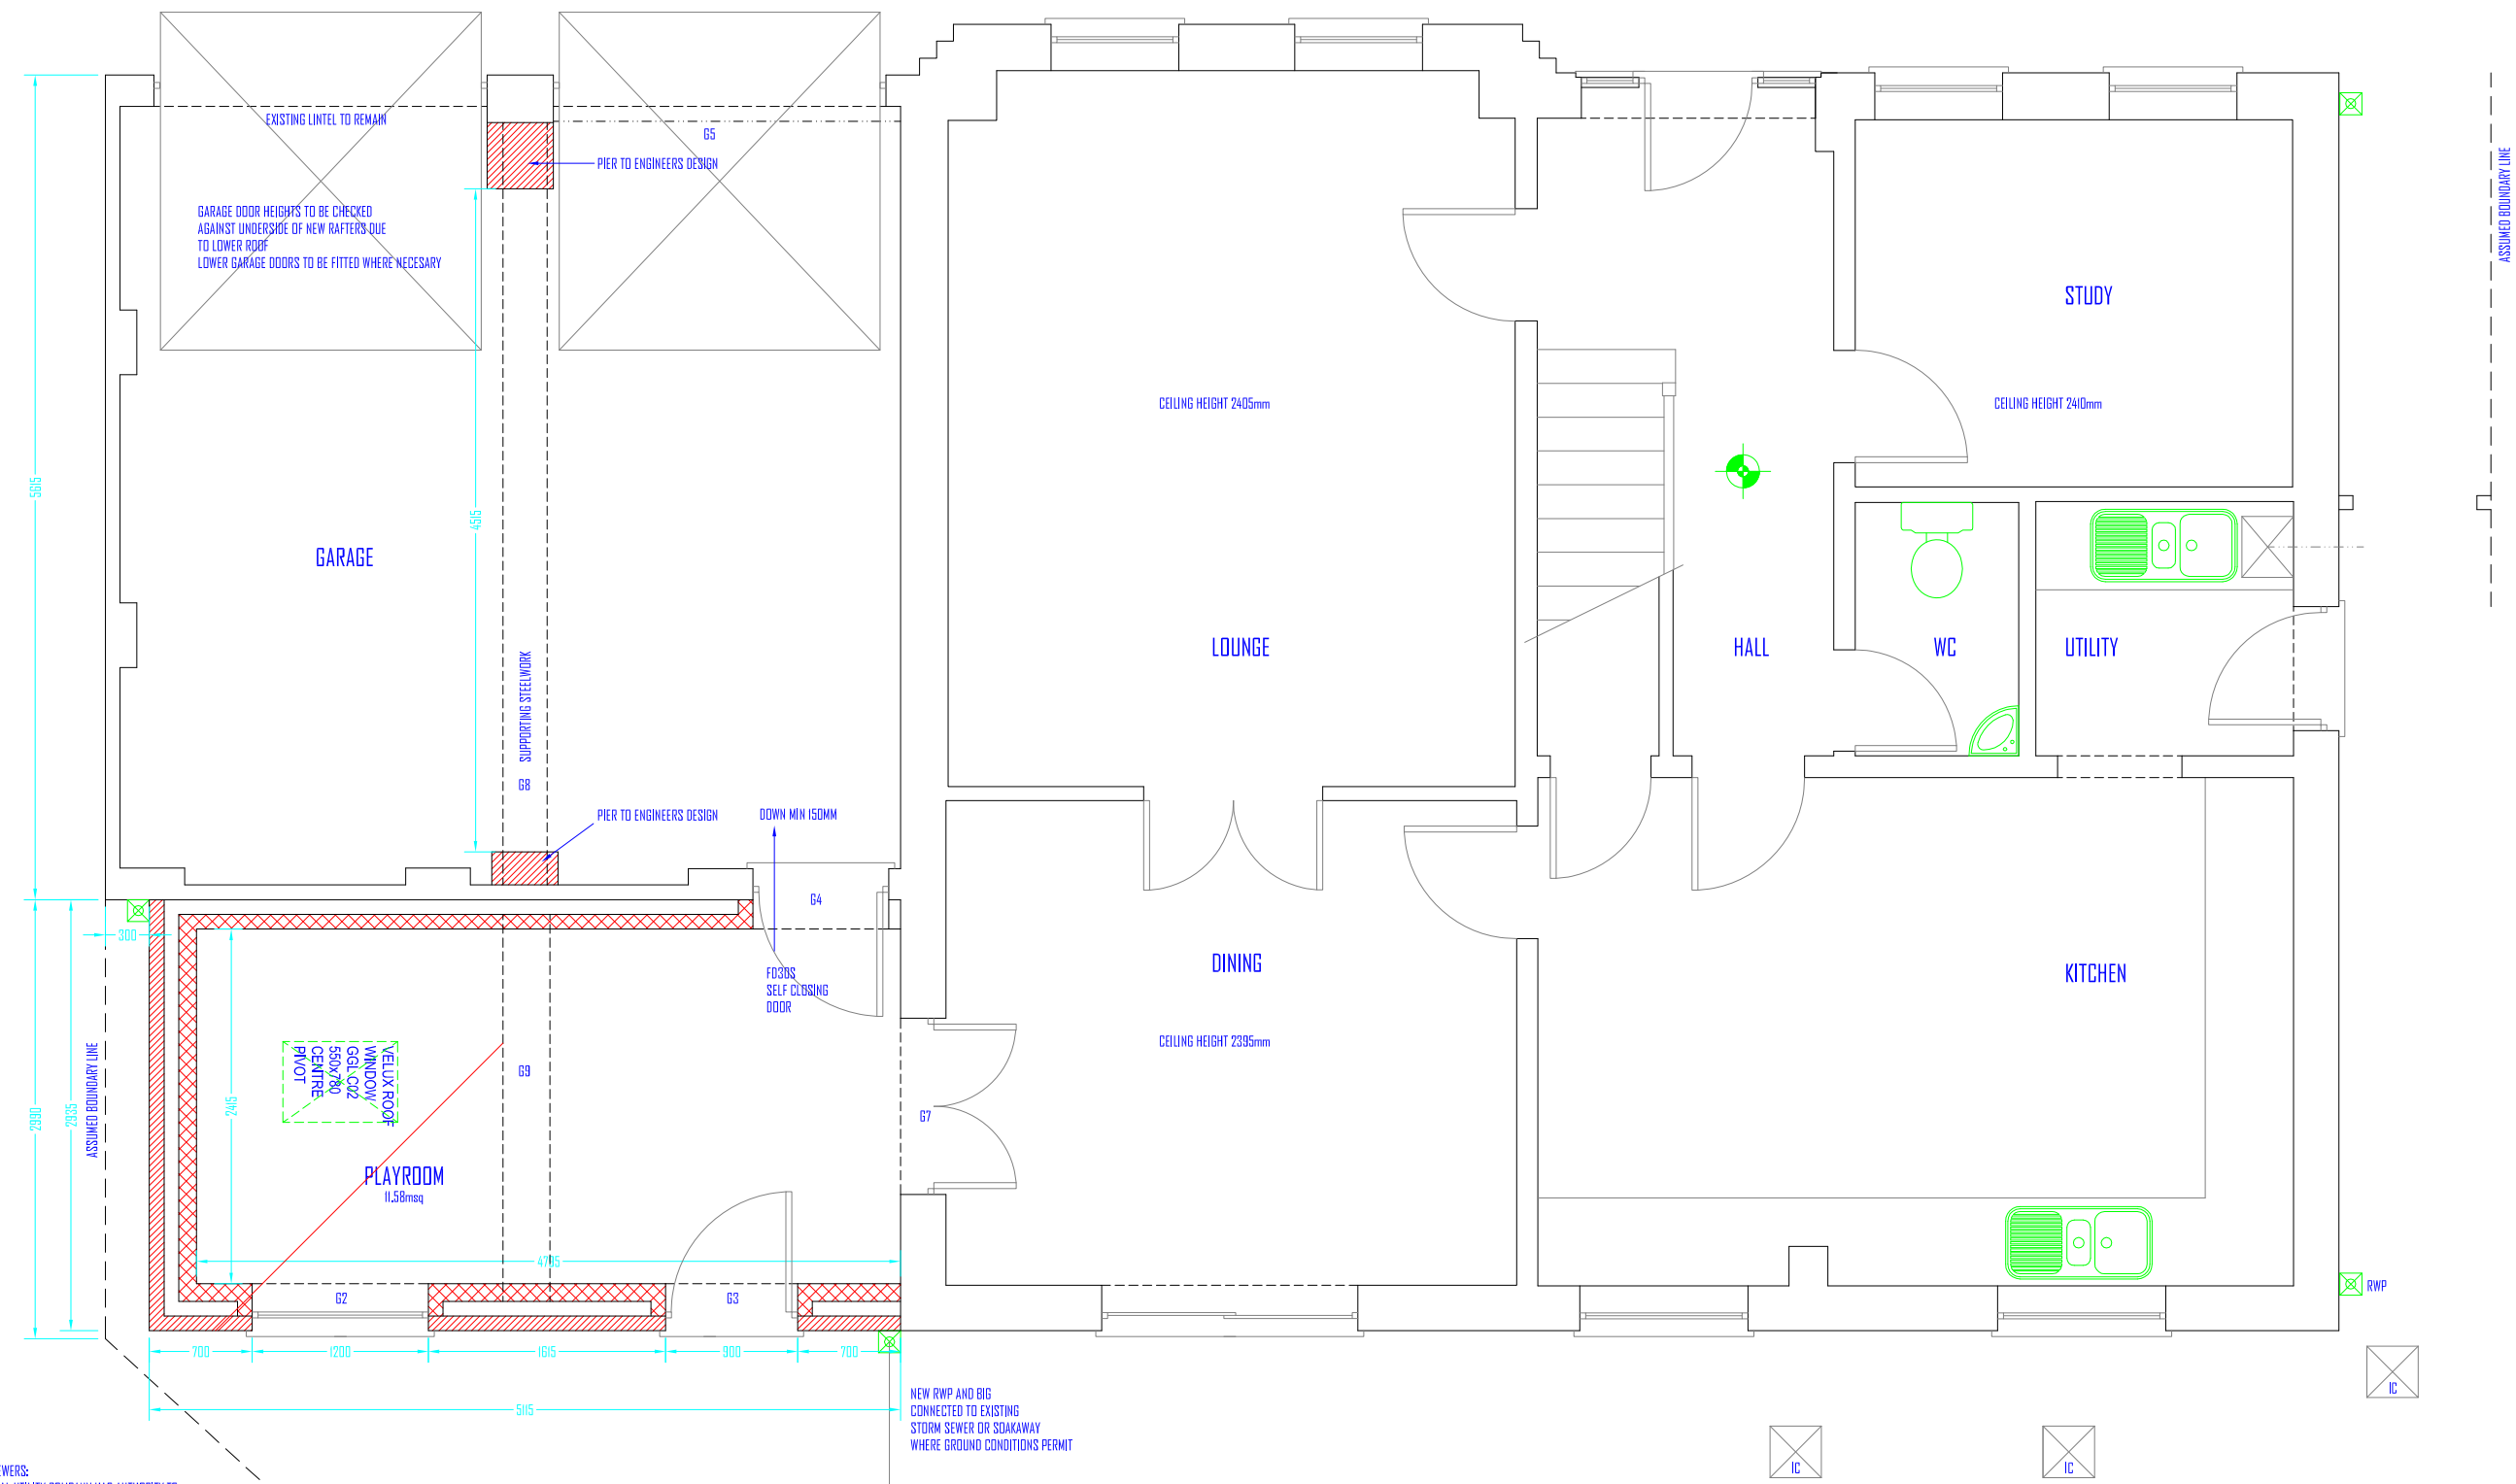 EXISTING LINTEL TO REMAIN
G5
PIER TO ENGINEERS DESIGN
ASSUMED BOUNDARY LINE
GARAGE DOOR HEIGHTS TO BE CHECKED
AGAINST UNDERSIDE OF NEW RAFTERS DUE
TO LOWER ROOF
LOWER GARAGE DOORS TO BE FITTED WHERE NECESARY
STUDY
CEILING HEIGHT 2405mm
CEILING HEIGHT 2410mm
5615
4515
GARAGE
LOUNGE
HALL
WC
UTILITY
SUPPORTING STEELWORK
G8
PIER TO ENGINEERS DESIGN
DOWN MIN 150MM
G4
300
FD30S
SELF CLOSING
DOOR
DINING
KITCHEN
CEILING HEIGHT 2395mm
VELUX ROOF
WINDOW
GGL C02
550x780
CENTRE
PIVOT
G9
G7
2990
2935
ASSUMED BOUNDARY LINE
2415
PLAYROOM
11.58msq
4795
G2
G3
RWP
700
1200
1615
900
700
5115
NEW RWP AND BIG
CONNECTED TO EXISTING
STORM SEWER OR SOAKAWAY
WHERE GROUND CONDITIONS PERMIT
IC
IC
IC